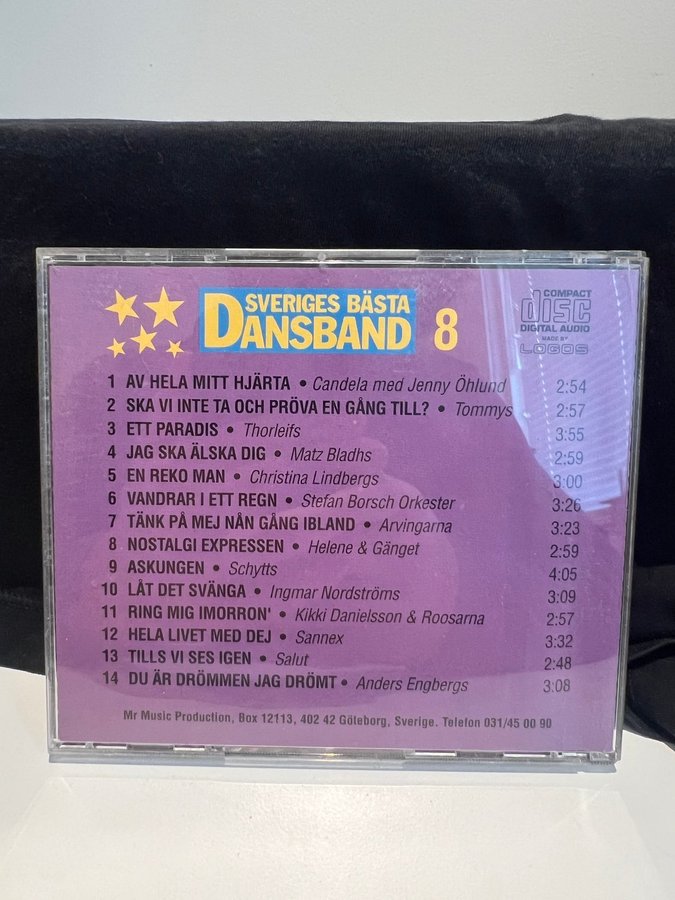 SVERIGES BÄSTA
DANSBAND 8
COMPACT
disc
DIGITAL AUDIO
MADE BY
LOGOS
1 AV HELA MITT HJÄRTA • Candela med Jenny Öhlund 2:54
2 SKA VI INTE TA OCH PRÖVA EN GÅNG TILL? • Tommys 2:57
3 ETT PARADIS • Thorleifs 3:55
4 JAG SKA ÄLSKA DIG • Matz Bladhs 2:59
5 EN REKO MAN • Christina Lindbergs 3:00
6 VANDRAR I ETT REGN • Stefan Borsch Orkester 3:26
7 TÄNK PÅ MEJ NÅN GÅNG IBLAND • Arvingarna 3:23
8 NOSTALGI EXPRESSEN • Helene & Gänget 2:59
9 ASKUNGEN • Schytts 4:05
10 LÅT DET SVÄNGA • Ingmar Nordströms 3:09
11 RING MIG IMORRON' • Kikki Danielsson & Roosarna 2:57
12 HELA LIVET MED DEJ • Sannex 3:32
13 TILLS VI SES IGEN • Salut 2:48
14 DU ÄR DRÖMMEN JAG DRÖMT • Anders Engbergs 3:08
Mr Music Production, Box 12113, 402 42 Göteborg, Sverige. Telefon 031/45 00 90